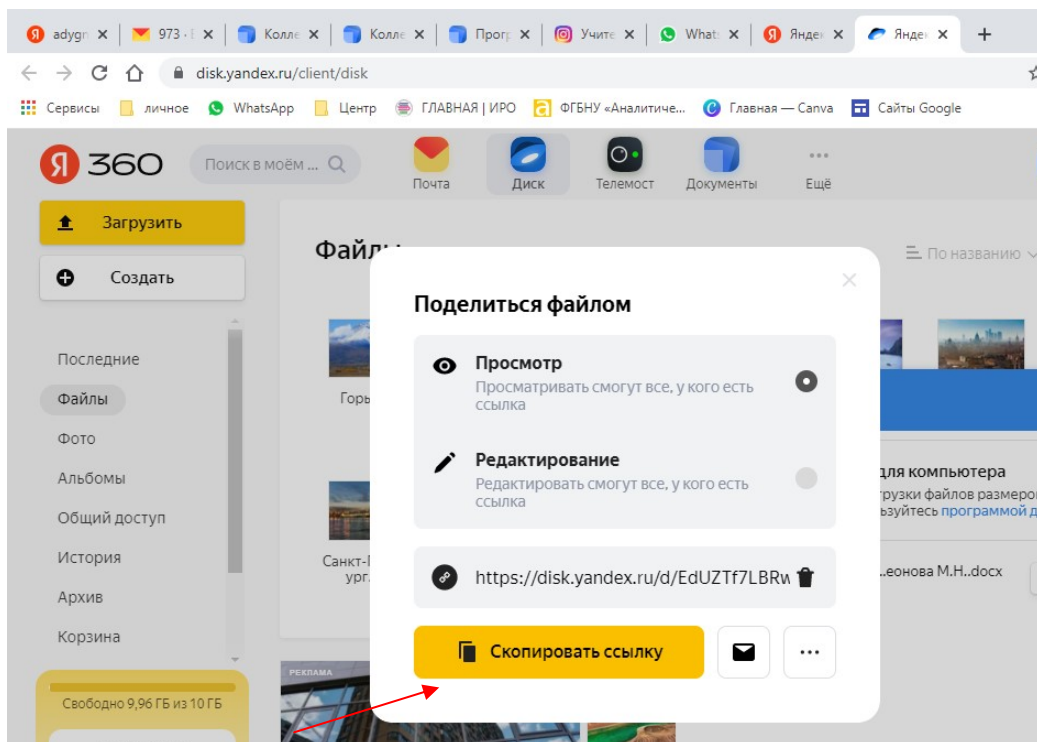 adygn
973 - 
Колле
Колле
Прогр
Учите
What:
Яндек
Яндек
disk.yandex.ru/client/disk
Сервисы личное WhatsApp Центр ГЛАВНАЯ | ИРО ФГБНУ «Аналитиче... Главная — Canva Сайты Google
Я 360
Поиск в моём ...
Почта Диск Телемост Документы Ещё
Загрузить
Создать
Последние
Файлы
Фото
Альбомы
Общий доступ
История
Архив
Корзина
Свободно 9,96 ГБ из 10 ГБ
Файлы
По названию
Горы
Санкт-
ург.
РЕКЛАМА
Поделиться файлом
Просмотр
Просматривать смогут все, у кого есть
ссылка
Редактирование
Редактировать смогут все, у кого есть
ссылка
https://disk.yandex.ru/d/EdUZTf7LBRw
Скопировать ссылку
...
для компьютера
грузки файлов размеро
ьзуйтесь программой д
..еонова М.Н..docx